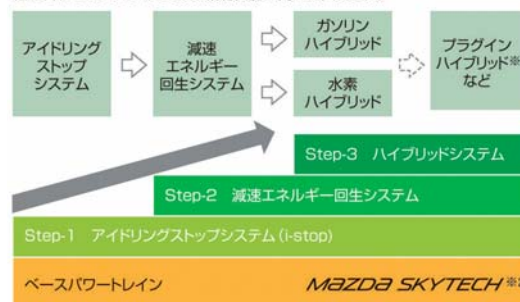 アイドリング
ストップ
システム
減速
エネルギー
回生システム
ガソリン
ハイブリッド
水素
ハイブリッド
プラグイン
ハイブリッド※
など
Step-3 ハイブリッドシステム
Step-2 減速エネルギー回生システム
Step-1 アイドリングストップシステム(i-stop)
ベースパワートレイン MAZDA SKYTECH